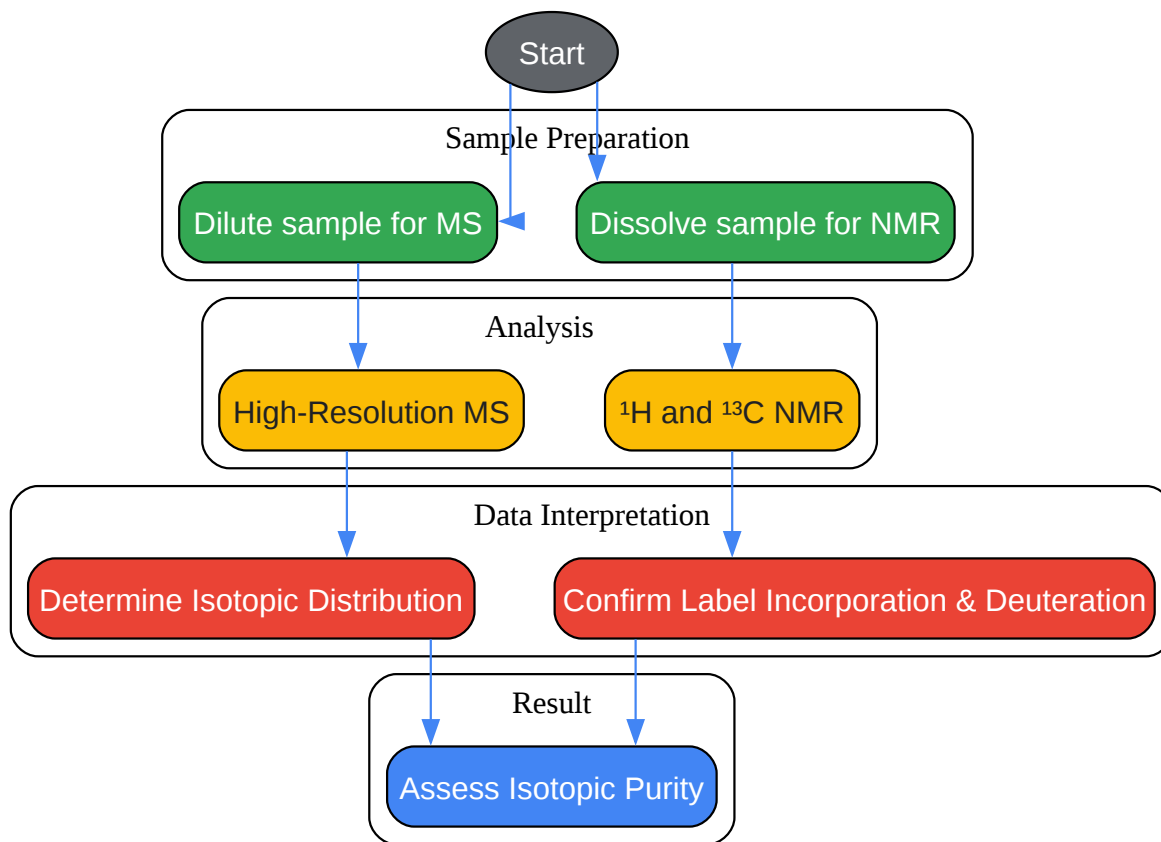 Start
Sample Preparation
Dilute sample for MS
Dissolve sample for NMR
Analysis
High-Resolution MS
¹H and ¹³C NMR
Data Interpretation
Determine Isotopic Distribution
Confirm Label Incorporation & Deuteration
Result
Assess Isotopic Purity